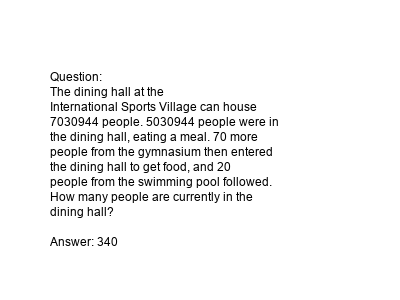 Question:
The dining hall at the
International Sports Village can house
7030944 people. 5030944 people were in
the dining hall, eating a meal. 70 more
people from the gymnasium then entered
the dining hall to get food, and 20
people from the swimming pool followed.
How many people are currently in the
dining hall?
Answer: 340